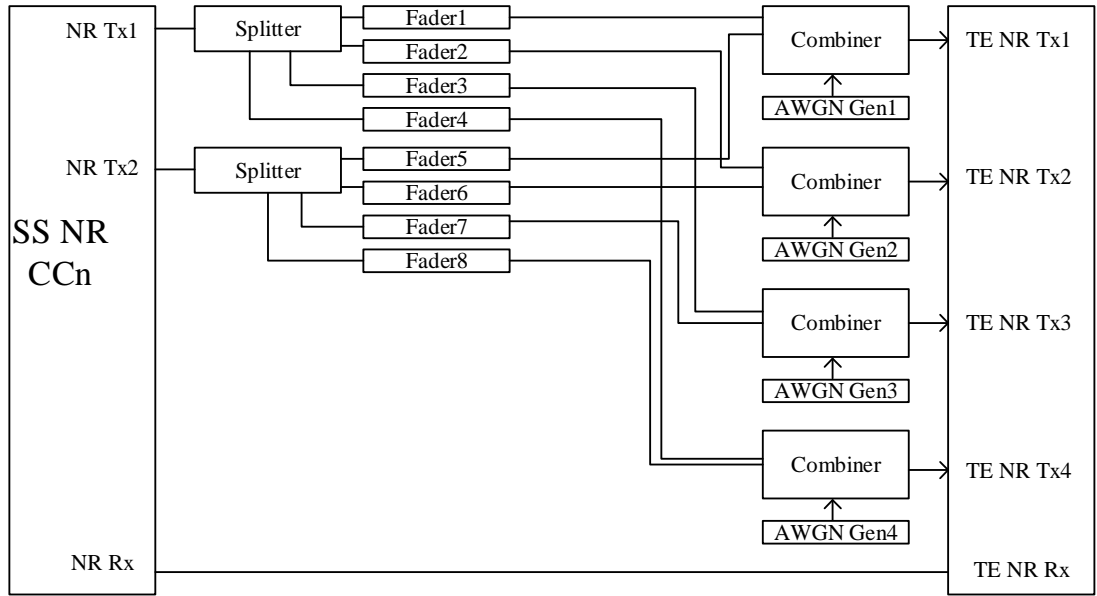 NR Tx1
Splitter
Fader1
Fader2
Fader3
Fader4
Combiner
AWGN Gen1
TE NR Tx1
NR Tx2
Splitter
Fader5
Fader6
Fader7
Fader8
Combiner
AWGN Gen2
TE NR Tx2
SS NR
CCn
Combiner
AWGN Gen3
TE NR Tx3
Combiner
AWGN Gen4
TE NR Tx4
NR Rx
TE NR Rx